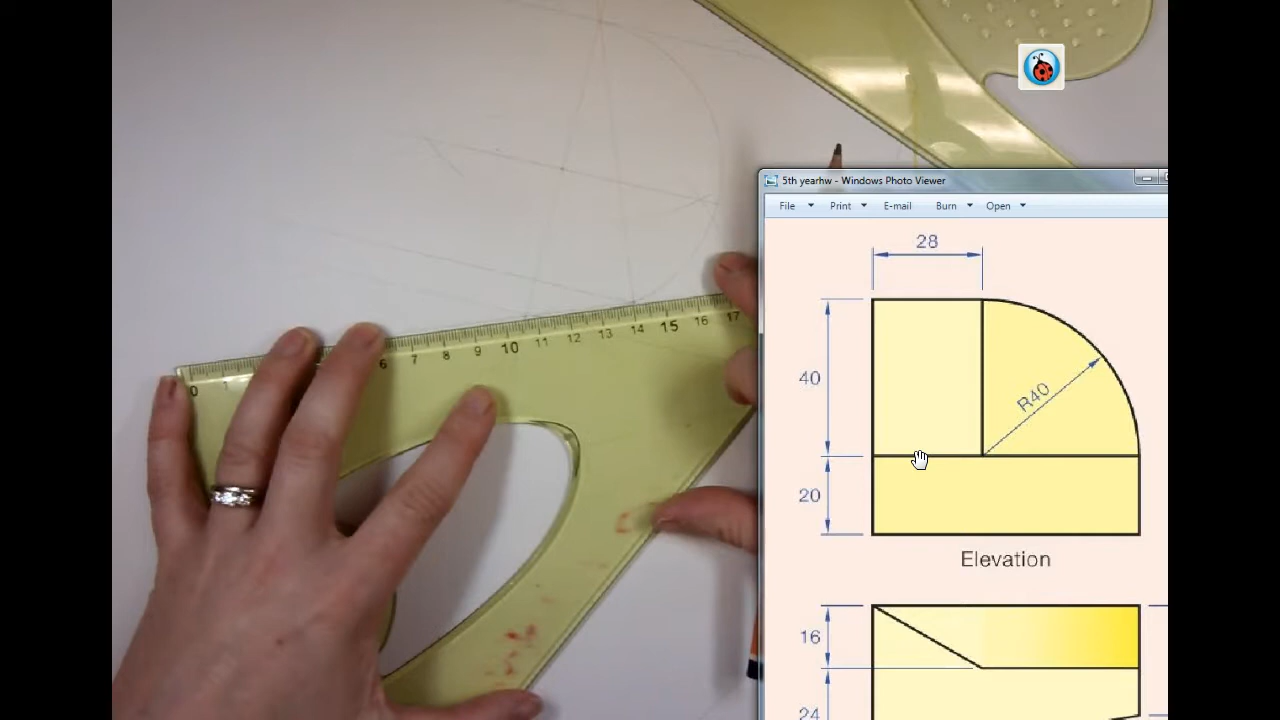 5th yearhw - Windows Photo Viewer
File Print E-mail Burn Open
28
40
R40
20
Elevation
16
24
0 1 6 7 8 9 10 11 12 13 14 15 16 17